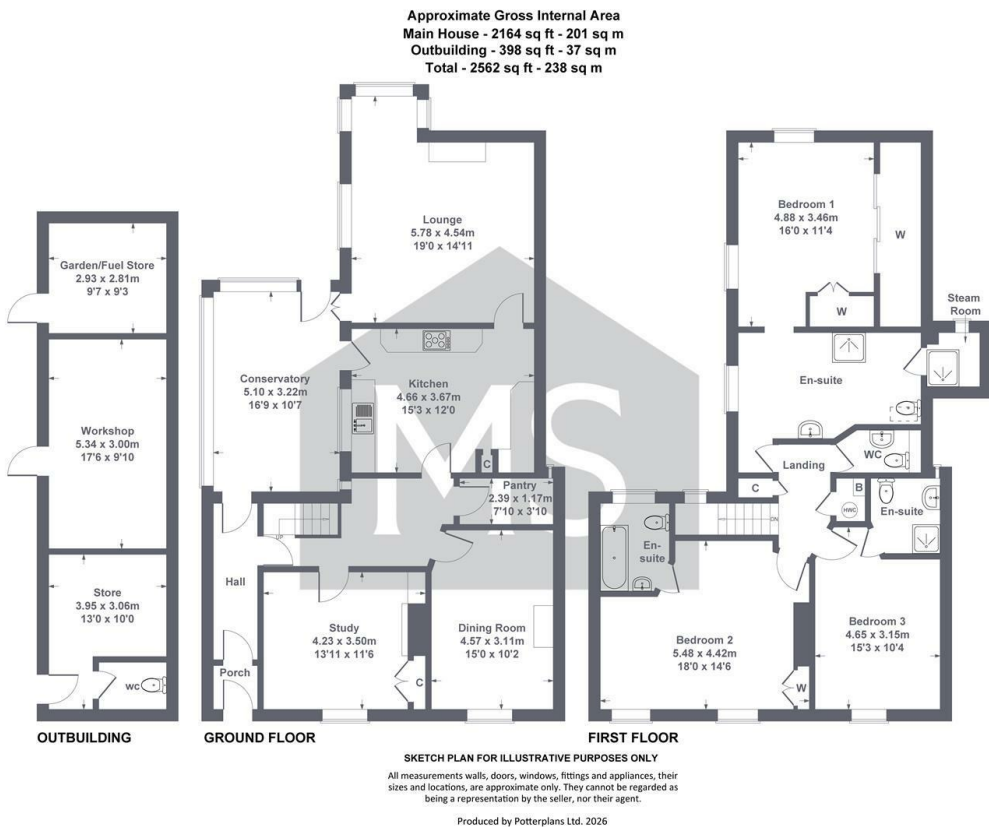 Approximate Gross Internal Area
Main House - 2164 sq ft - 201 sq m
Outbuilding - 398 sq ft - 37 sq m
Total - 2562 sq ft - 238 sq m
Garden/Fuel Store
2.93 x 2.81m
9'7 x 9'3
Workshop
5.34 x 3.00m
17'6 x 9'10
Store
3.95 x 3.06m
13'0 x 10'0
wc
OUTBUILDING
Lounge
5.78 x 4.54m
19'0 x 14'11
Conservatory
5.10 x 3.22m
16'9 x 10'7
Kitchen
4.66 x 3.67m
15'3 x 12'0
C
Pantry
2.39 x 1.17m
7'10 x 3'10
UP
Hall
Study
4.23 x 3.50m
13'11 x 11'6
C
Dining Room
4.57 x 3.11m
15'0 x 10'2
Porch
MS
GROUND FLOOR
Bedroom 1
4.88 x 3.46m
16'0 x 11'4
W
W
Steam
Room
En-suite
Landing
WC
C
B
HWC
En-suite
DN
En-
suite
Bedroom 2
5.48 x 4.42m
18'0 x 14'6
W
Bedroom 3
4.65 x 3.15m
15'3 x 10'4
FIRST FLOOR
SKETCH PLAN FOR ILLUSTRATIVE PURPOSES ONLY
All measurements walls, doors, windows, fittings and appliances, their
sizes and locations, are approximate only. They cannot be regarded as
being a representation by the seller, nor their agent.
Produced by Potterplans Ltd. 2026